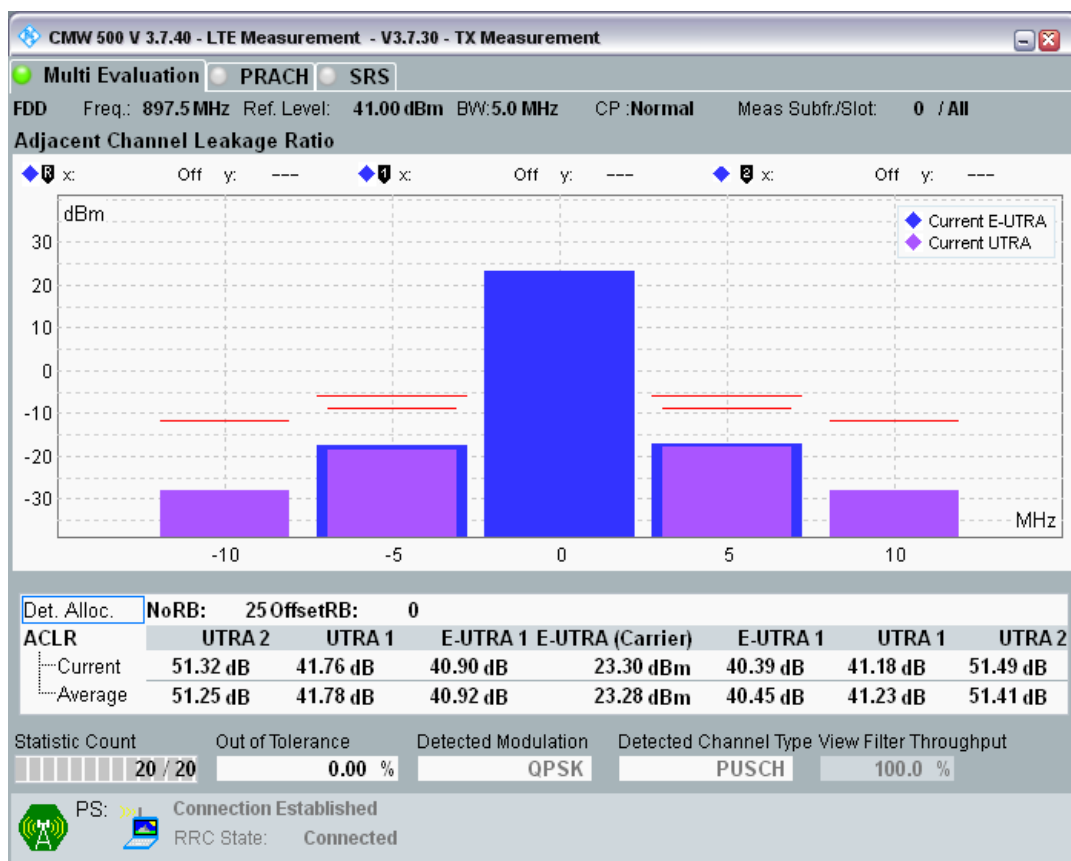 CMW 500 V 3.7.40 - LTE Measurement - V3.7.30 - TX Measurement
Multi Evaluation PRACH SRS
FDD Freq.: 897.5 MHz Ref. Level: 41.00 dBm BW:5.0 MHz CP :Normal Meas Subfr./Slot: 0 / All
Adjacent Channel Leakage Ratio
R x: Off y: --- 1 x: Off y: --- 2 x: Off y: ---
dBm
Current E-UTRA
Current UTRA
30
20
10
0
-10
-20
-30
MHz
-10 -5 0 5 10
Det. Alloc. NoRB: 25 OffsetRB: 0
ACLR UTRA 2 UTRA 1 E-UTRA 1 E-UTRA (Carrier) E-UTRA 1 UTRA 1 UTRA 2
Current 51.32 dB 41.76 dB 40.90 dB 23.30 dBm 40.39 dB 41.18 dB 51.49 dB
Average 51.25 dB 41.78 dB 40.92 dB 23.28 dBm 40.45 dB 41.23 dB 51.41 dB
Statistic Count Out of Tolerance Detected Modulation Detected Channel Type View Filter Throughput
20 / 20 0.00 % QPSK PUSCH 100.0 %
PS: Connection Established
RRC State: Connected